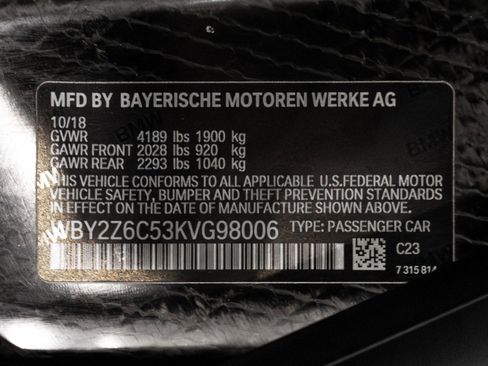 MFD BY BAYERISCHE MOTOREN WERKE AG
10/18
GVWR 4189 lbs 1900 kg
GAWR FRONT 2028 lbs 920 kg
GAWR REAR 2293 lbs 1040 kg
THIS VEHICLE CONFORMS TO ALL APPLICABLE U.S.FEDERAL MOTOR
VEHICLE SAFETY, BUMPER AND THEFT PREVENTION STANDARDS
IN EFFECT ON THE DATE OF MANUFACTURE SHOWN ABOVE.
WBY2Z6C53KVG98006 TYPE: PASSENGER CAR
C23
7 315 814